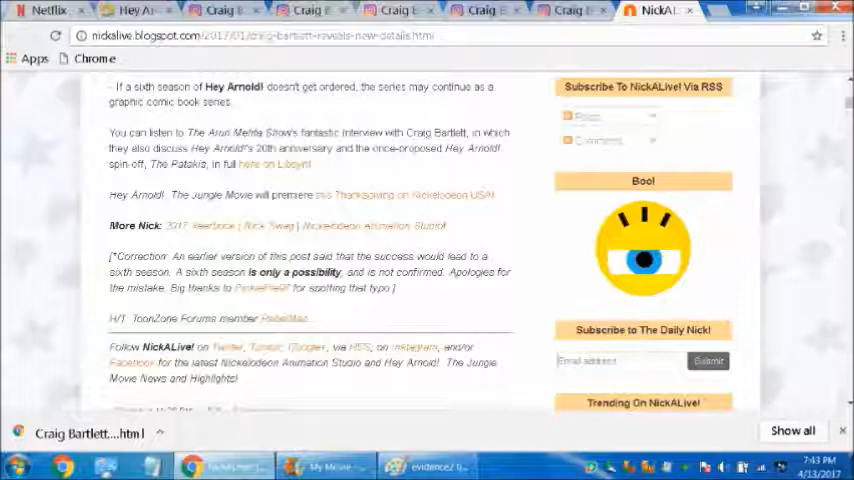 Netflix
Hey Ar
Craig B
Craig B
Craig B
Craig B
Craig B
NickAL
nickalive.blogspot.com/2017/01/craig-bartlett-reveals-new-details.html
Apps
Chrome
- If a sixth season of Hey Arnold! doesn't get ordered, the series may continue as a
graphic comic book series.
You can listen to The Arun Mehta Show's fantastic interview with Craig Bartlett, in which
they also discuss Hey Arnold!'s 20th anniversary and the once-proposed Hey Arnold!
spin-off, The Patakis, in full here on Libsyn!
Hey Arnold! The Jungle Movie will premiere this Thanksgiving on Nickelodeon USA!
More Nick: 2017 | Nick Swag | Nickelodeon Animation Studio!
[*Correction: An earlier version of this post said that the success would lead to a
sixth season. A sixth season is only a possibility, and is not confirmed. Apologies for
the mistake. Big thanks to for spotting that typo.]
H/T: ToonZone Forums member
Follow NickALive! on Twitter, Tumblr, Google+, via RSS, on Instagram, and/or
Facebook for the latest Nickelodeon Animation Studio and Hey Arnold! The Jungle
Movie News and Highlights!
Subscribe To NickALive! Via RSS
Posts
Comments
Boo!
Subscribe to The Daily Nick!
Email address
Submit
Trending On NickALive!
Craig Bartlett....html
Show all
NickALive!
My Movie
evidence2
7:43 PM
4/13/2017